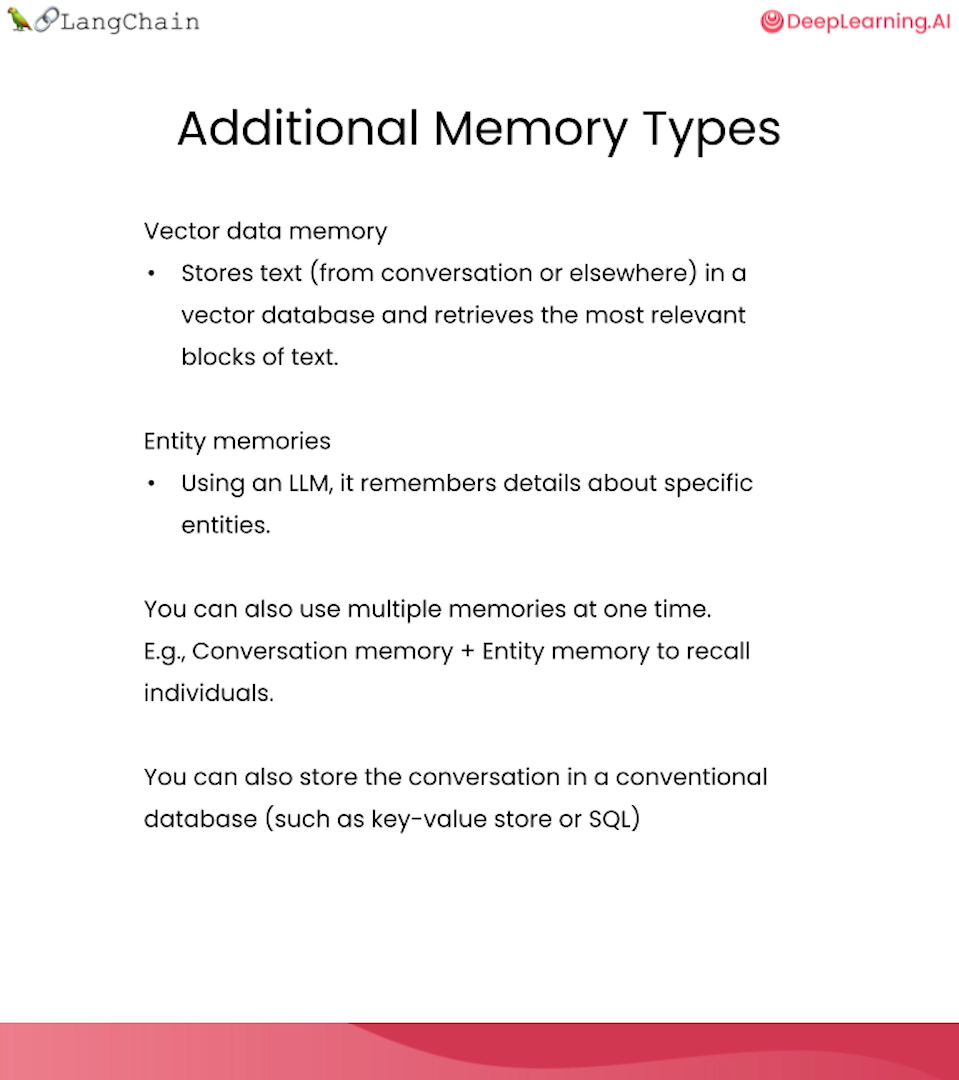 LangChain
DeepLearning.AI
Additional Memory Types
Vector data memory
• Stores text (from conversation or elsewhere) in a
vector database and retrieves the most relevant
blocks of text.
Entity memories
• Using an LLM, it remembers details about specific
entities.
You can also use multiple memories at one time.
E.g., Conversation memory + Entity memory to recall
individuals.
You can also store the conversation in a conventional
database (such as key-value store or SQL)